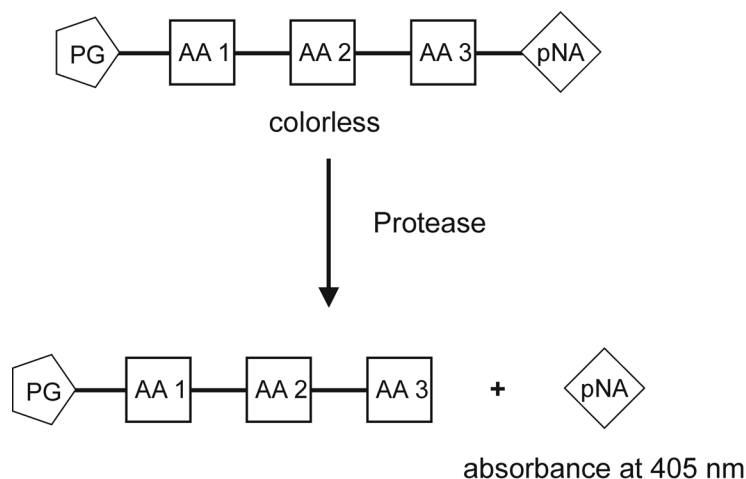 PG AA 1 AA 2 AA 3 pNA
colorless
Protease
PG AA 1 AA 2 AA 3 + pNA
absorbance at 405 nm